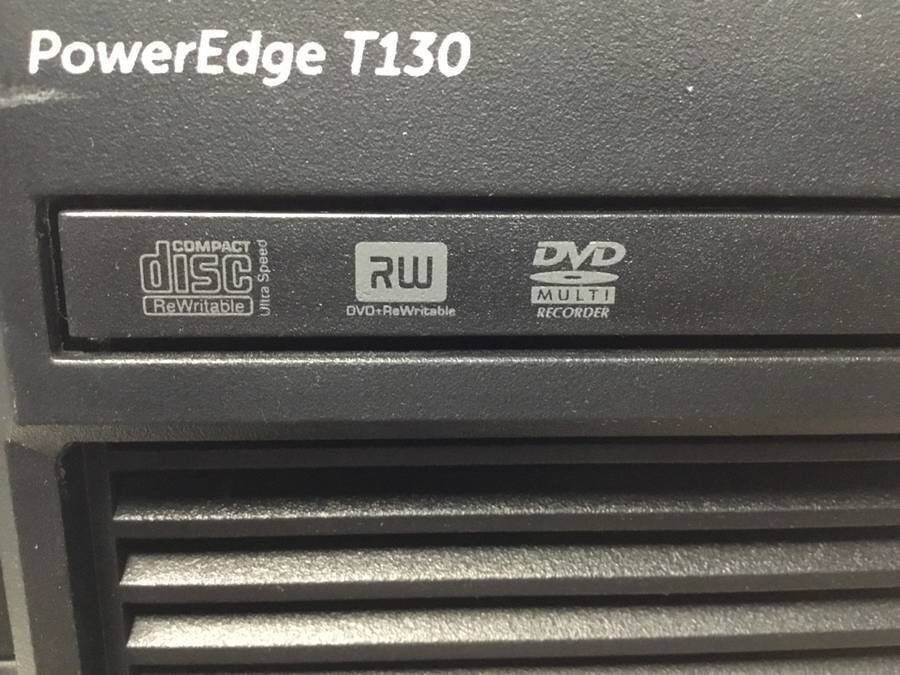 PowerEdge T130
COMPACT
disc
ReWritable
Ultra Speed
RW
DVD+ReWritable
DVD
MULTI
RECORDER